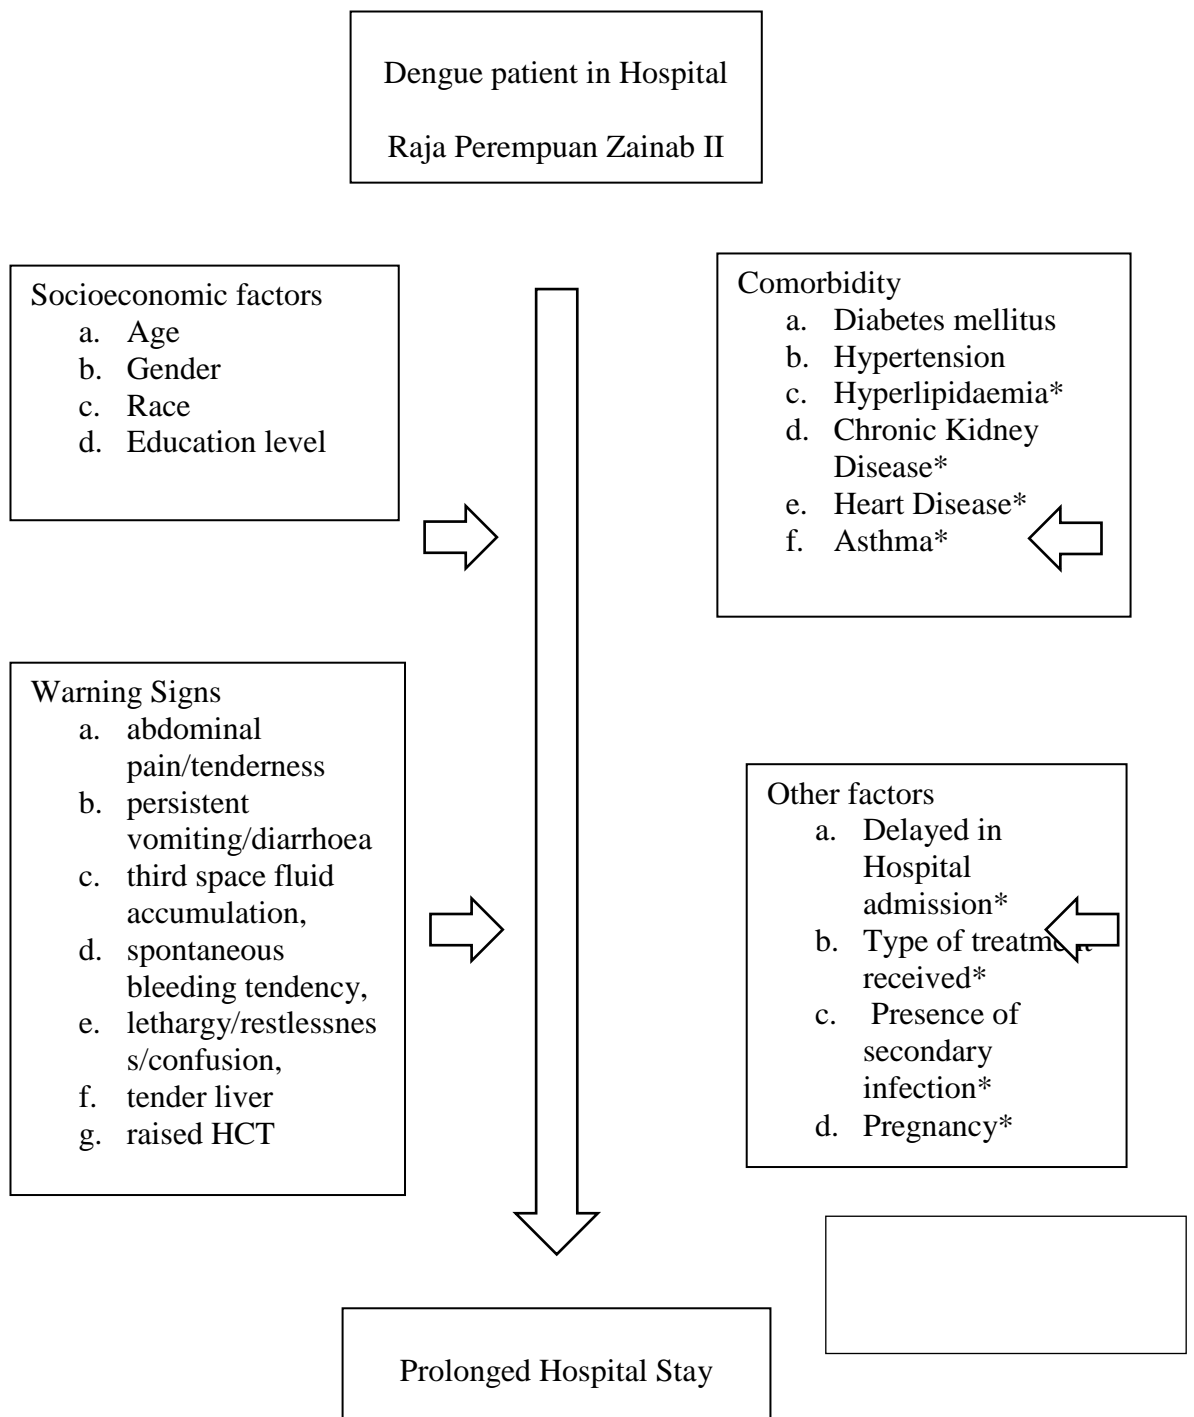 Dengue patient in Hospital
Raja Perempuan Zainab II
Socioeconomic factors
a. Age
b. Gender
c. Race
d. Education level
Comorbidity
a. Diabetes mellitus
b. Hypertension
c. Hyperlipidaemia*
d. Chronic Kidney
Disease*
e. Heart Disease*
f. Asthma*
Warning Signs
a. abdominal
pain/tenderness
b. persistent
vomiting/diarrhoea
c. third space fluid
accumulation,
d. spontaneous
bleeding tendency,
e. lethargy/restlessnes
s/confusion,
f. tender liver
g. raised HCT
Other factors
a. Delayed in
Hospital
admission*
b. Type of treatment
received*
c. Presence of
secondary
infection*
d. Pregnancy*
Prolonged Hospital Stay